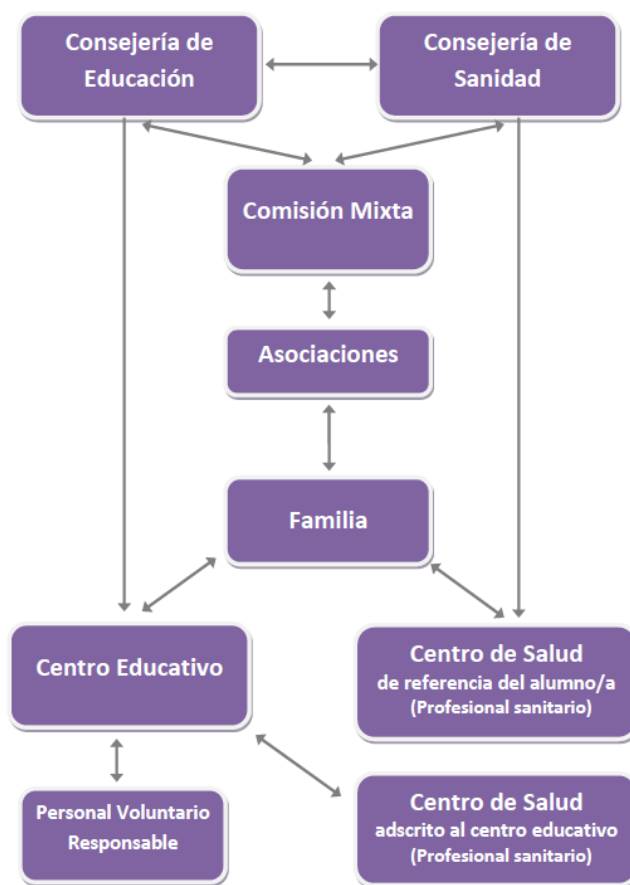 Consejería de
Educación
Consejería de
Sanidad
Comisión Mixta
Asociaciones
Familia
Centro Educativo
Centro de Salud
de referencia del alumno/a
(Profesional sanitario)
Personal Voluntario
Responsable
Centro de Salud
adscrito al centro educativo
(Profesional sanitario)